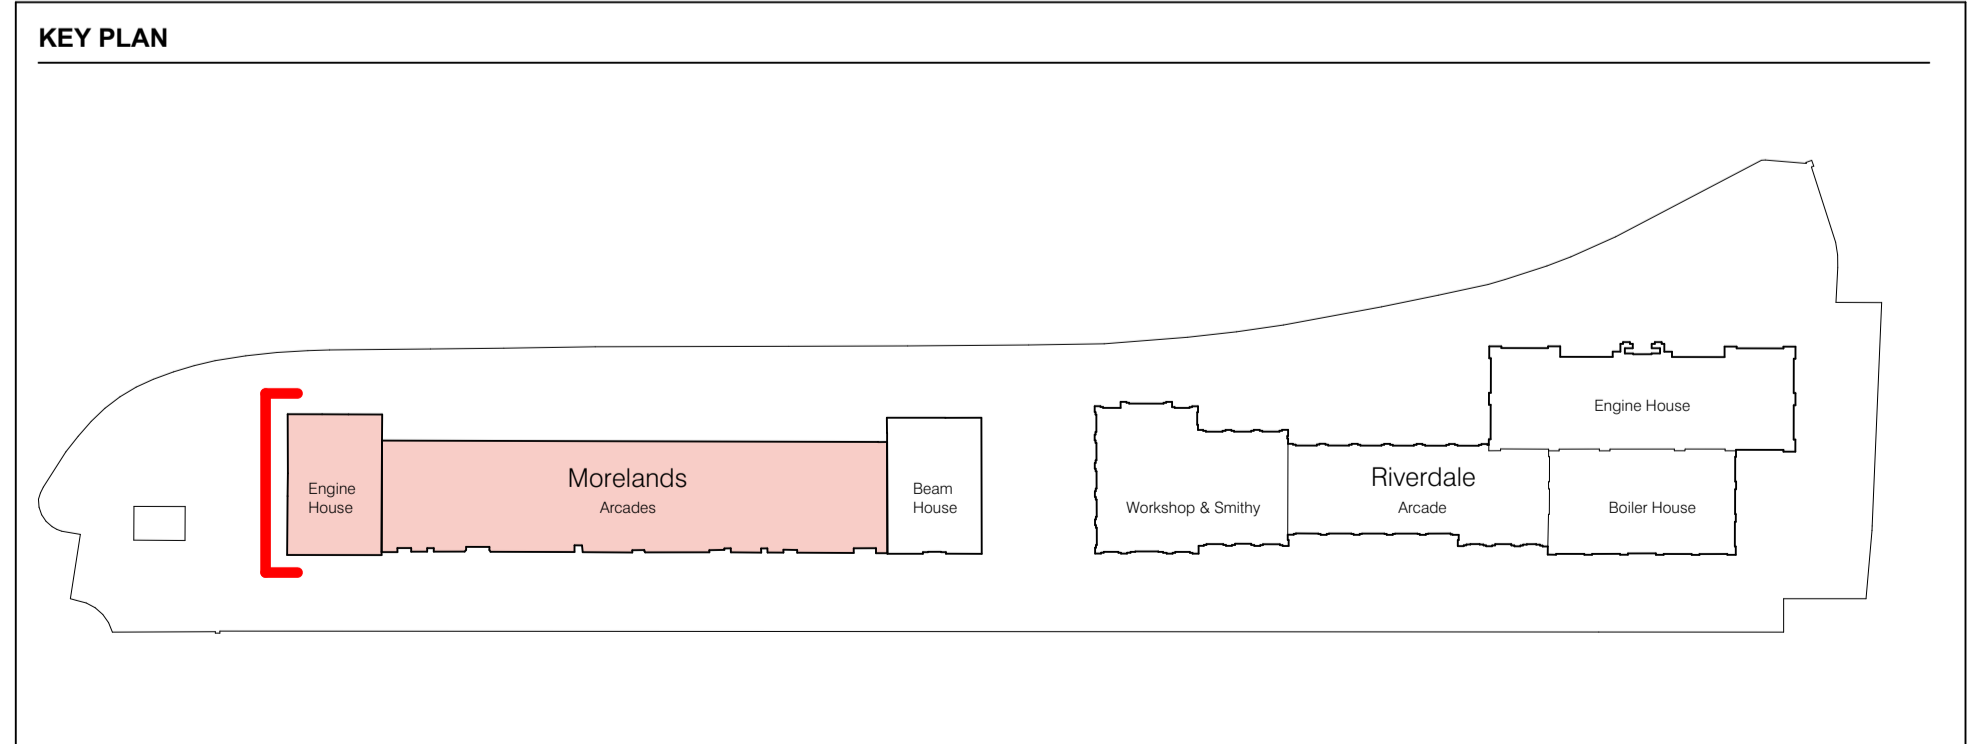 KEY PLAN
Engine House
Morelands
Riverdale
Engine
House
Arcades
Beam
House
Workshop & Smithy
Arcade
Boiler House